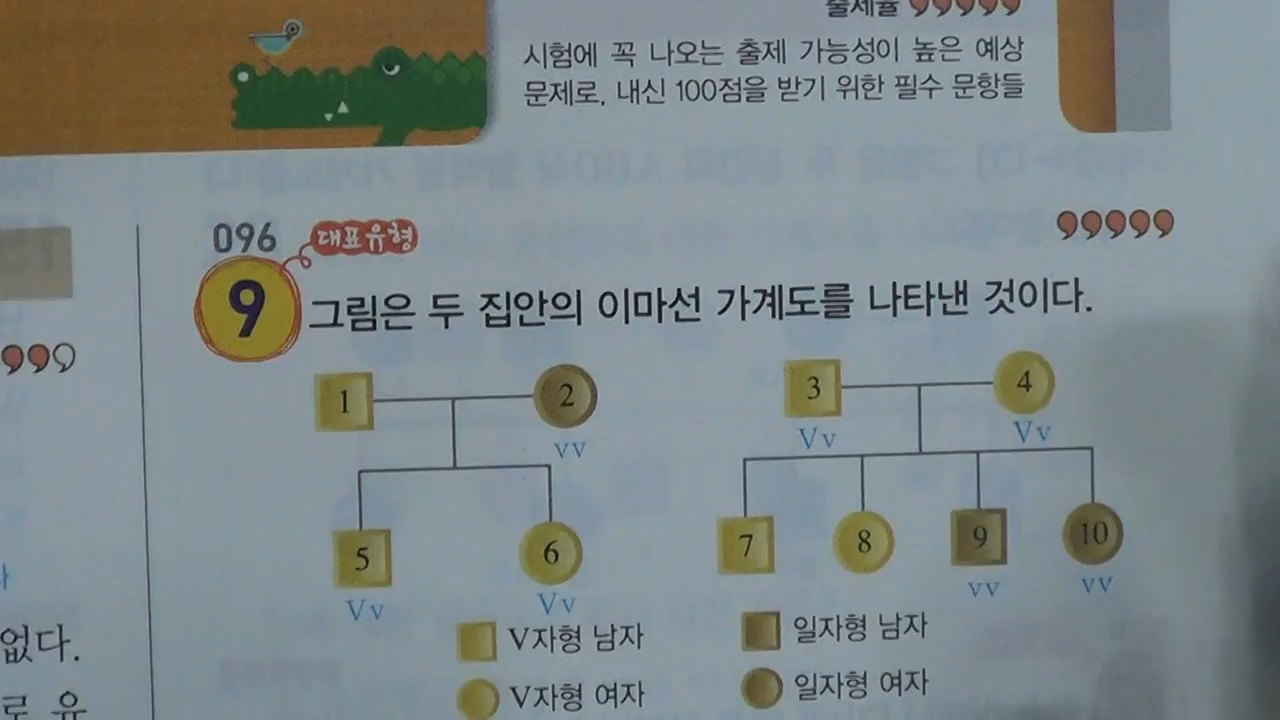 출제율
시험에 꼭 나오는 출제 가능성이 높은 예상
문제로, 내신 100점을 받기 위한 필수 문항들
096 대표유형
9 그림은 두 집안의 이마선 가계도를 나타낸 것이다.
1 2 3 4
vv Vv Vv
5 6 7 8 9 10
Vv Vv vv vv
V자형 남자 일자형 남자
V자형 여자 일자형 여자
없다.
로 유